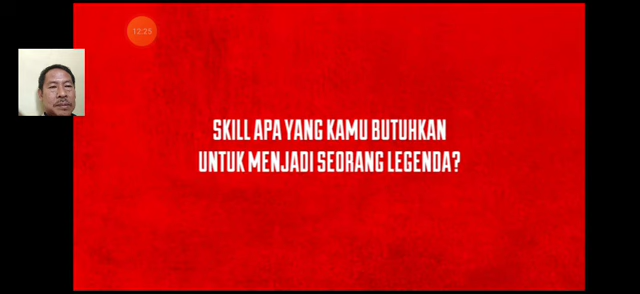 12:25
SKILL APA YANG KAMU BUTUHKAN
UNTUK MENJADI SEORANG LEGENDA?